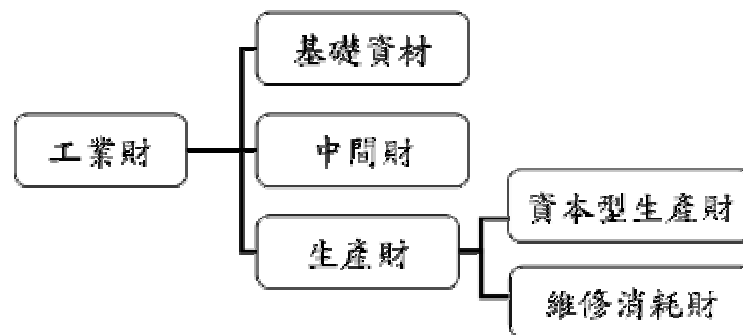 工業財
基礎資材
中間財
生產財
資本型生產財
維修消耗財